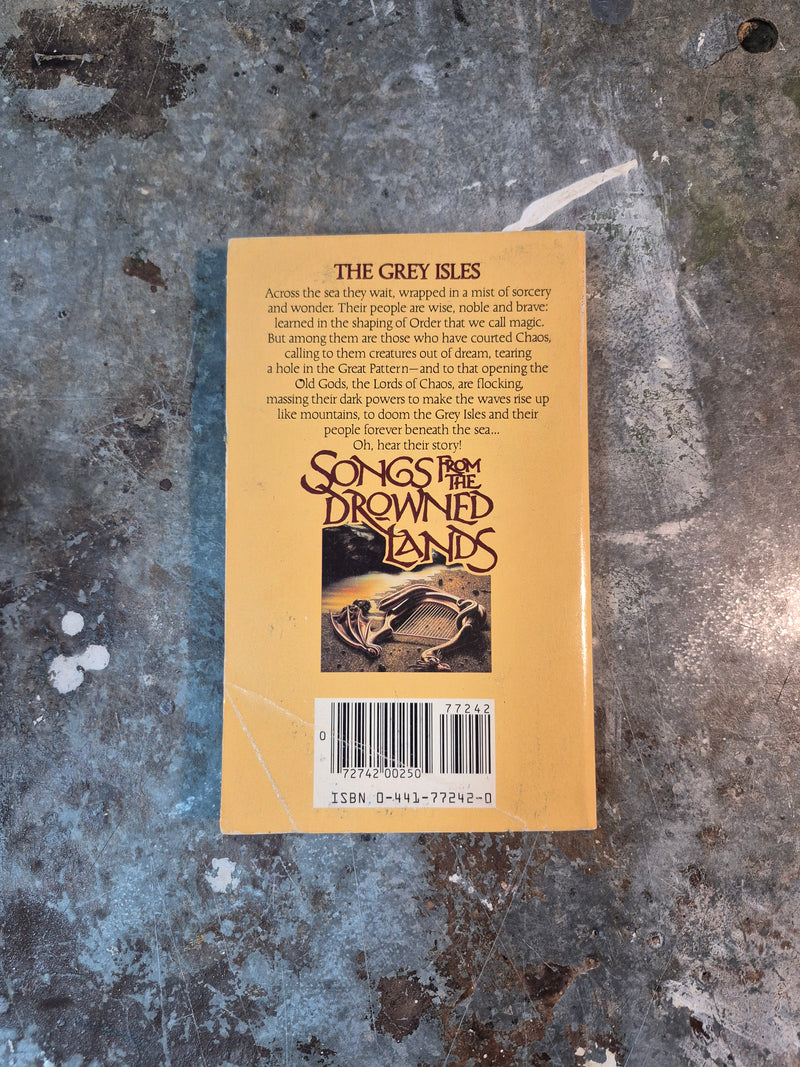 THE GREY ISLES
Across the sea they wait, wrapped in a mist of sorcery
and wonder. Their people are wise, noble and brave:
learned in the shaping of Order that we call magic.
But among them are those who have courted Chaos,
calling to them creatures out of dream, tearing
a hole in the Great Pattern—and to that opening the
Old Gods, the Lords of Chaos, are flocking,
massing their dark powers to make the waves rise up
like mountains, to doom the Grey Isles and their
people forever beneath the sea...
Oh, hear their story!
SONGS FROM THE
DROWNED
LANDS
77242
0
72742 00250
ISBN 0-441-77242-0